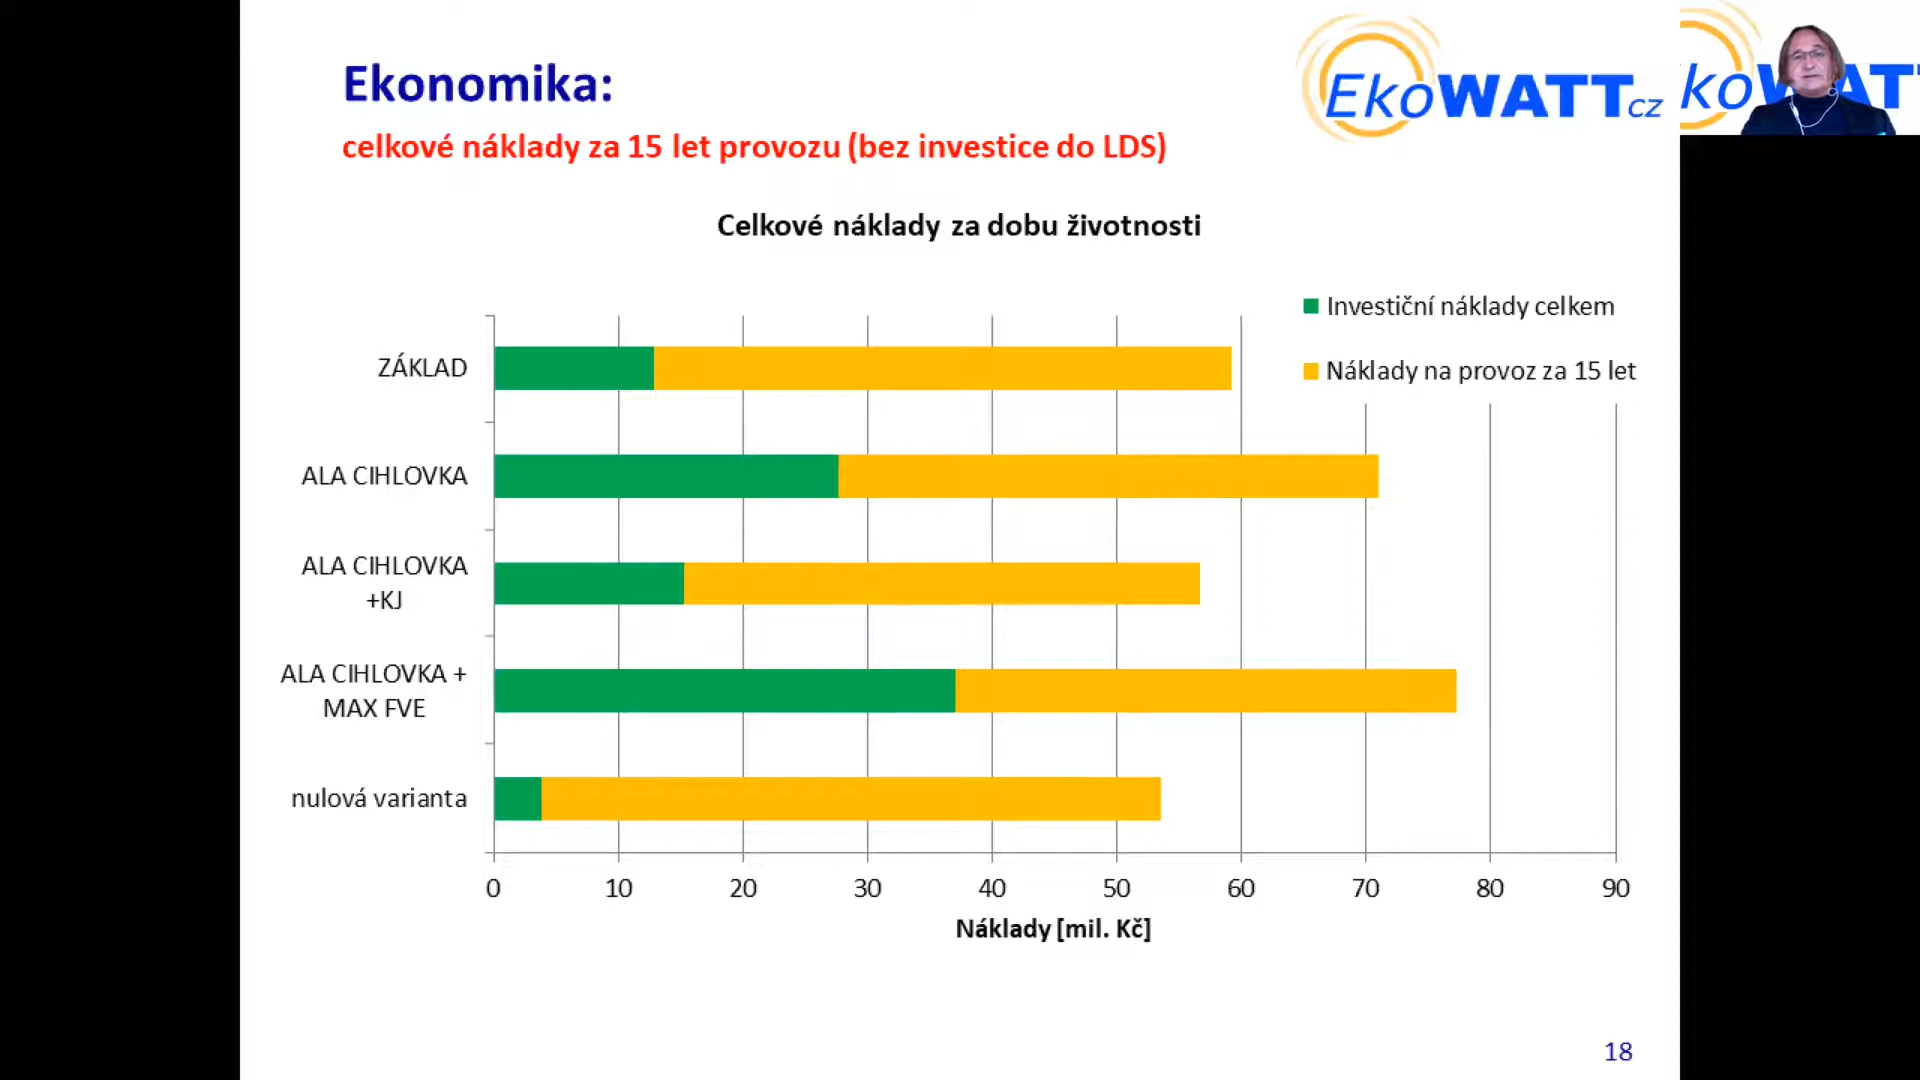 Ekonomika:
celkové náklady za 15 let provozu (bez investice do LDS)
EkoWATTcz
Celkové náklady za dobu životnosti
Investiční náklady celkem
Náklady na provoz za 15 let
ZÁKLAD
ALA CIHLOVKA
ALA CIHLOVKA
+KJ
ALA CIHLOVKA +
MAX FVE
nulová varianta
0 10 20 30 40 50 60 70 80 90
Náklady [mil. Kč]
18